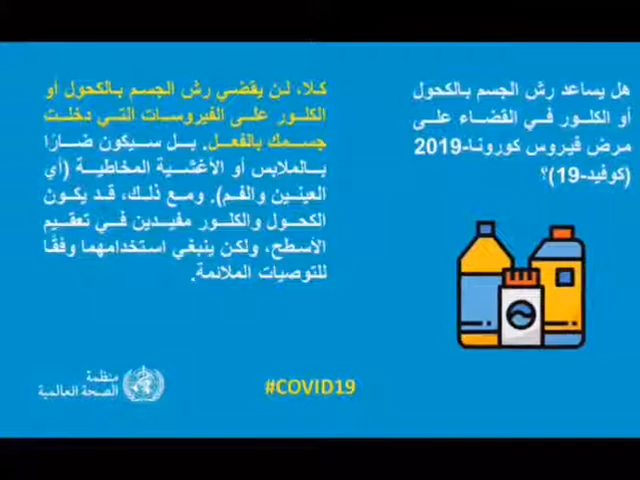 هل يساعد رش الجسم بالكحول
أو الكلور في القضاء على
مرض فيروس كورونا-2019
(كوفيد-19)؟
كلا، لن يقضي رش الجسم بالكحول أو
الكلور على الفيروسات التي دخلت
جسمك بالفعل. بل سيكون ضارًا
بالملابس أو الأغشية المخاطية (أي
العينين والفم). ومع ذلك، قد يكون
الكحول والكلور مفيدين في تعقيم
الأسطح، ولكن ينبغي استخدامهما وفقًا
للتوصيات الملائمة.
#COVID19
منظمة
الصحة العالمية